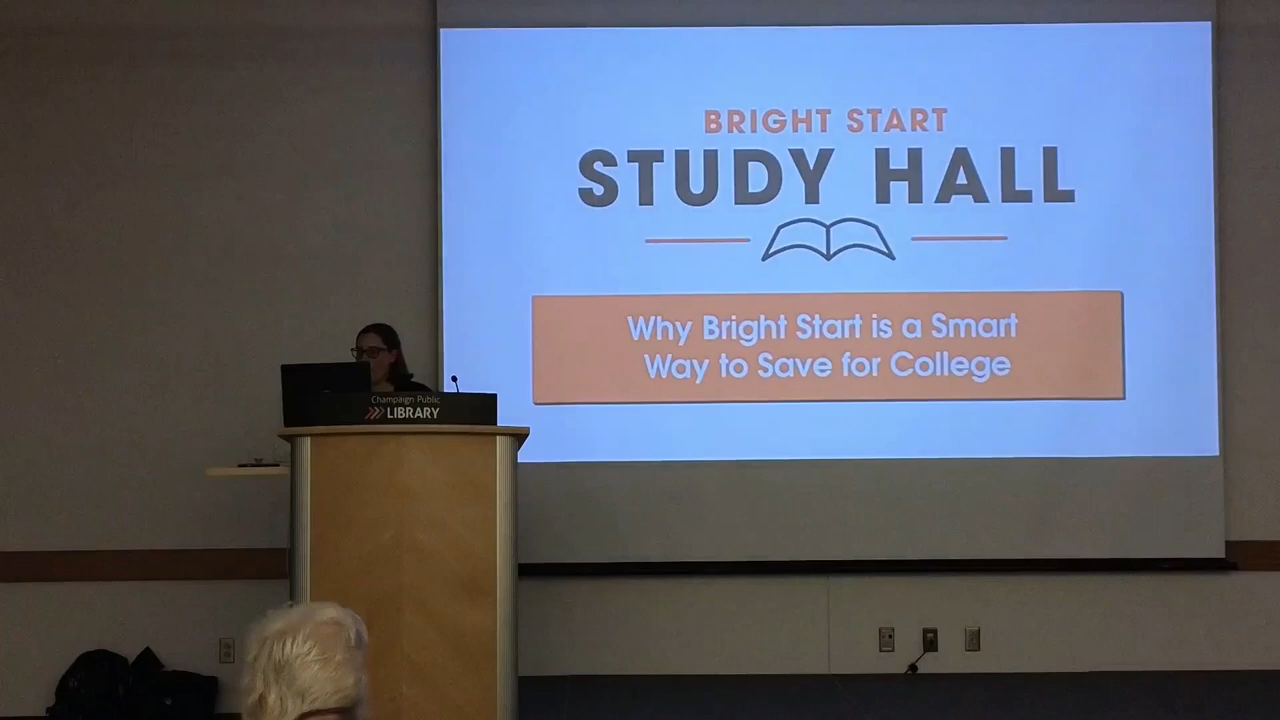 BRIGHT START
STUDY HALL
Why Bright Start is a Smart
Way to Save for College
Champaign Public
LIBRARY